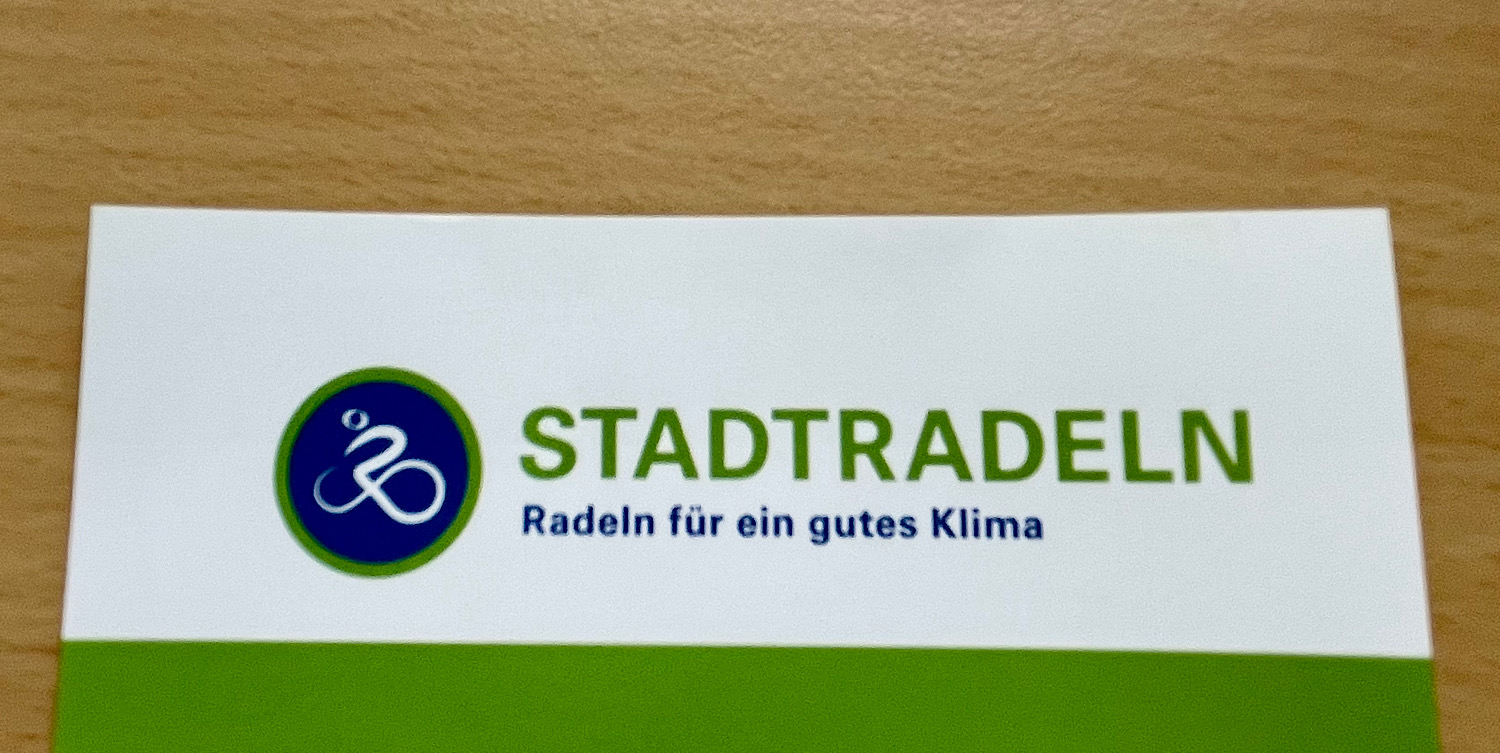 STADTRADELN
Radeln für ein gutes Klima